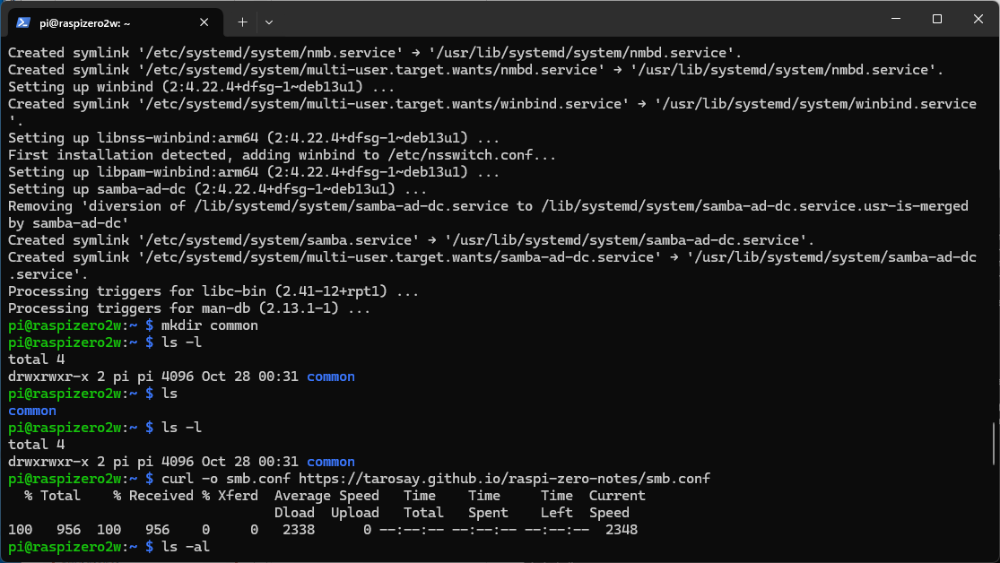 pi@raspizero2w: ~
Created symlink '/etc/systemd/system/nmb.service' → '/usr/lib/systemd/system/nmbd.service'.
Created symlink '/etc/systemd/system/multi-user.target.wants/nmbd.service' → '/usr/lib/systemd/system/nmbd.service'.
Setting up winbind (2:4.22.4+dfsg-1~deb13u1) ...
Created symlink '/etc/systemd/system/multi-user.target.wants/winbind.service' → '/usr/lib/systemd/system/winbind.service
'.
Setting up libnss-winbind:arm64 (2:4.22.4+dfsg-1~deb13u1) ...
First installation detected, adding winbind to /etc/nsswitch.conf...
Setting up libpam-winbind:arm64 (2:4.22.4+dfsg-1~deb13u1) ...
Setting up samba-ad-dc (2:4.22.4+dfsg-1~deb13u1) ...
Removing 'diversion of /lib/systemd/system/samba-ad-dc.service to /lib/systemd/system/samba-ad-dc.service.usr-is-merged
by samba-ad-dc'
Created symlink '/etc/systemd/system/samba.service' → '/usr/lib/systemd/system/samba-ad-dc.service'.
Created symlink '/etc/systemd/system/multi-user.target.wants/samba-ad-dc.service' → '/usr/lib/systemd/system/samba-ad-dc
.service'.
Processing triggers for libc-bin (2.41-12+rpt1) ...
Processing triggers for man-db (2.13.1-1) ...
pi@raspizero2w:~ $ mkdir common
pi@raspizero2w:~ $ ls -l
total 4
drwxrwxr-x 2 pi pi 4096 Oct 28 00:31 common
pi@raspizero2w:~ $ ls
common
pi@raspizero2w:~ $ ls -l
total 4
drwxrwxr-x 2 pi pi 4096 Oct 28 00:31 common
pi@raspizero2w:~ $ curl -o smb.conf https://tarosay.github.io/raspi-zero-notes/smb.conf
  % Total    % Received % Xferd  Average Speed   Time    Time     Time  Current
                                 Dload  Upload   Total   Spent    Left  Speed
100   956  100   956    0     0   2338      0 --:--:-- --:--:-- --:--:--  2348
pi@raspizero2w:~ $ ls -al